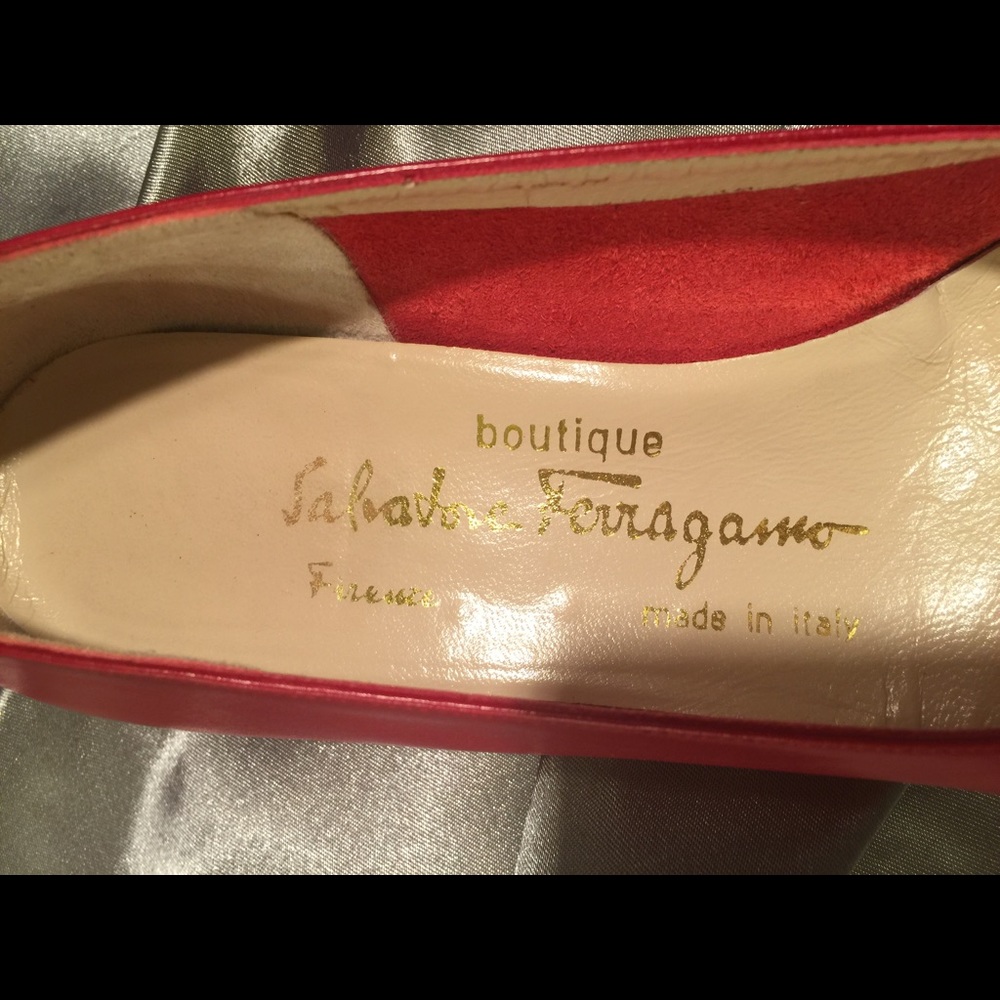 boutique
Salvatore Ferragamo
Firenze
made in italy